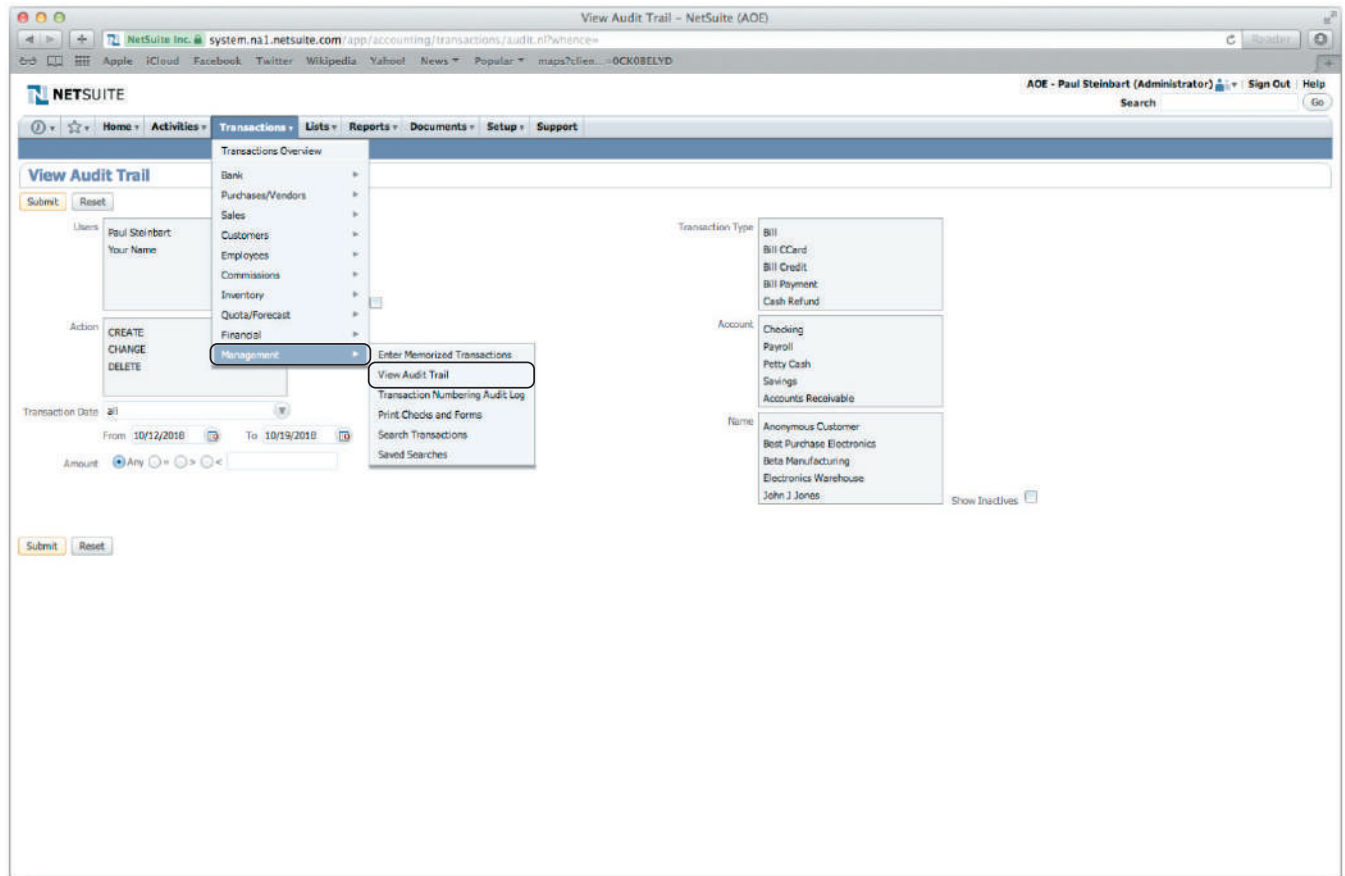 View Audit Trail – NetSuite (AOE)
NetSuite Inc. system.na1.netsuite.com/app/accounting/transactions/audit.nl?whence=
Reader
Apple iCloud Facebook Twitter Wikipedia Yahoo! News Popular maps?clien...=0CK0BELYD
NETSUITE
AOE - Paul Steinbart (Administrator) Sign Out Help
Search Go
Home Activities Transactions Lists Reports Documents Setup Support
Transactions Overview
Bank
Purchases/Vendors
Sales
Customers
Employees
Commissions
Inventory
Quota/Forecast
Financial
Management
Enter Memorized Transactions
View Audit Trail
Transaction Numbering Audit Log
Print Checks and Forms
Search Transactions
Saved Searches
View Audit Trail
Submit Reset
Users
Paul Steinbart
Your Name
Action
CREATE
CHANGE
DELETE
Transaction Date all
From 10/12/2018 To 10/19/2018
Amount Any = > <
Transaction Type
Bill
Bill CCard
Bill Credit
Bill Payment
Cash Refund
Account
Checking
Payroll
Petty Cash
Savings
Accounts Receivable
Name
Anonymous Customer
Best Purchase Electronics
Beta Manufacturing
Electronics Warehouse
John J Jones
Show Inactives
Submit Reset